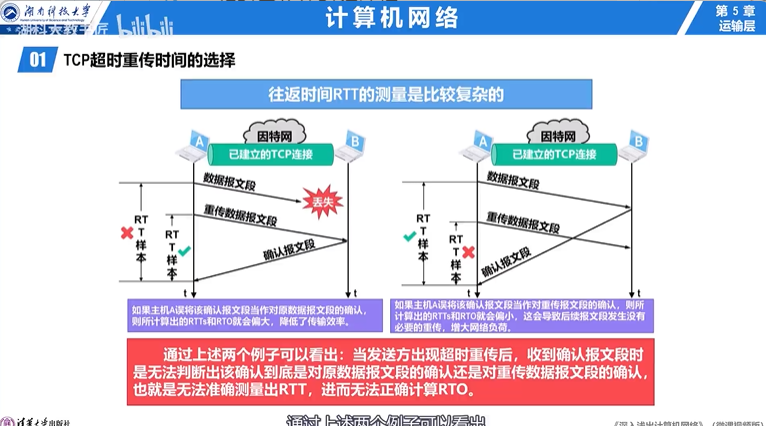 湖南科技大学
计算机网络
第 5 章
运输层
湖科大教书匠 bilibili
01 TCP超时重传时间的选择
往返时间RTT的测量是比较复杂的
因特网
A
B
已建立的TCP连接
数据报文段
丢失
重传数据报文段
确认报文段
RTT样本
RTT样本
t
t
因特网
A
B
已建立的TCP连接
数据报文段
重传数据报文段
确认报文段
RTT样本
RTT样本
t
t
如果主机A误将该确认报文段当作对原数据报文段的确认，
则所计算出的RTTs和RTO就会偏大，降低了传输效率。
如果主机A误将该确认报文段当作对重传报文段的确认，则所
计算出的RTTs和RTO就会偏小，这会导致后续报文段发生没有
必要的重传，增大网络负荷。
通过上述两个例子可以看出：当发送方出现超时重传后，收到确认报文段时
是无法判断出该确认到底是对原数据报文段的确认还是对重传数据报文段的确认，
也就是无法准确测量出RTT，进而无法正确计算RTO。
清华大学出版社
通过上述两个例子可以看出
《深入浅出计算机网络》（微课视频版）